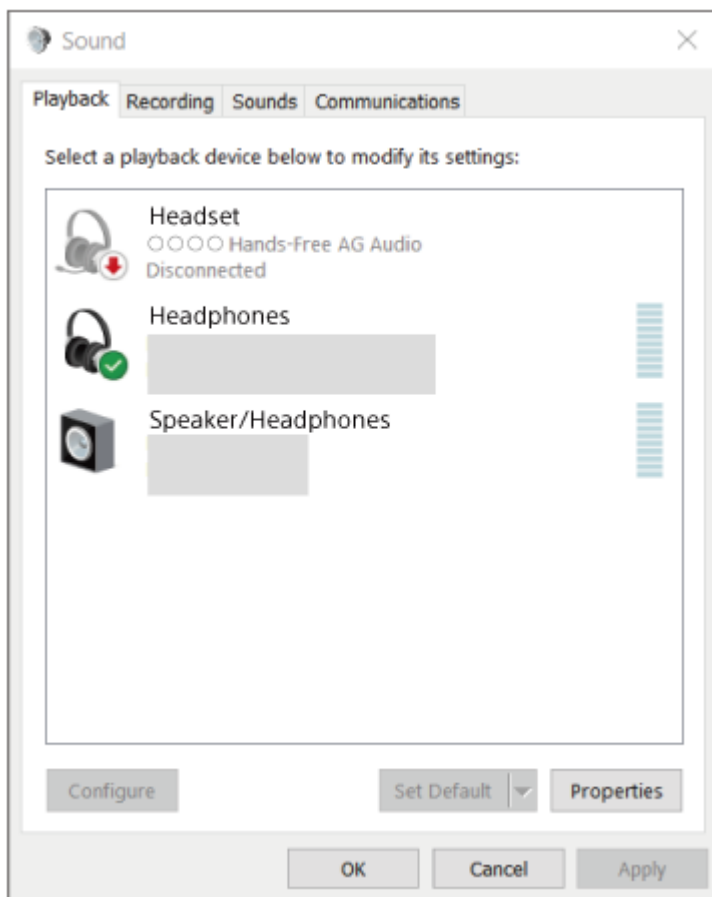 Sound
Playback Recording Sounds Communications
Select a playback device below to modify its settings:
Headset
○○○○ Hands-Free AG Audio
Disconnected
Headphones
Speaker/Headphones
Configure Set Default Properties
OK Cancel Apply